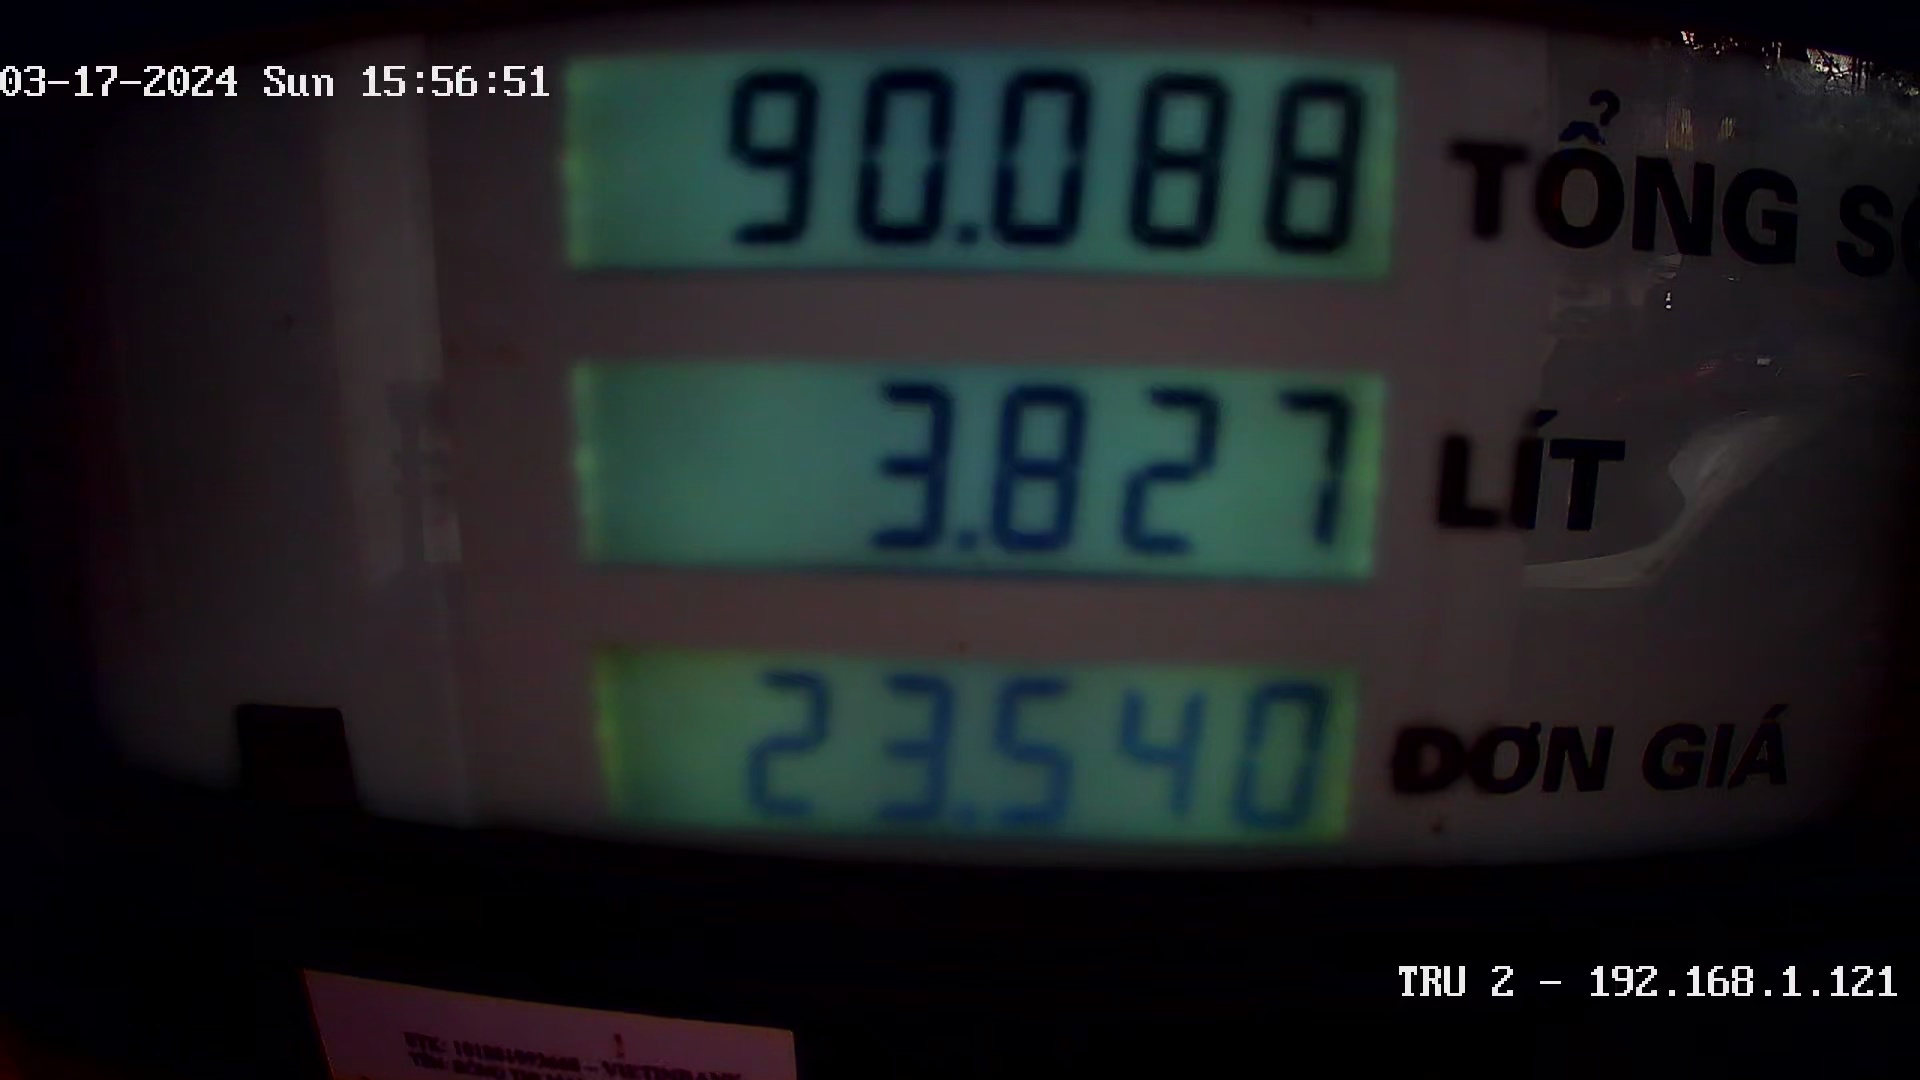 03-17-2024 Sun 15:56:51
90.088 TỔNG SỐ
3.827 LÍT
23.540 ĐƠN GIÁ
TRU 2 - 192.168.1.121
VIETINBANK